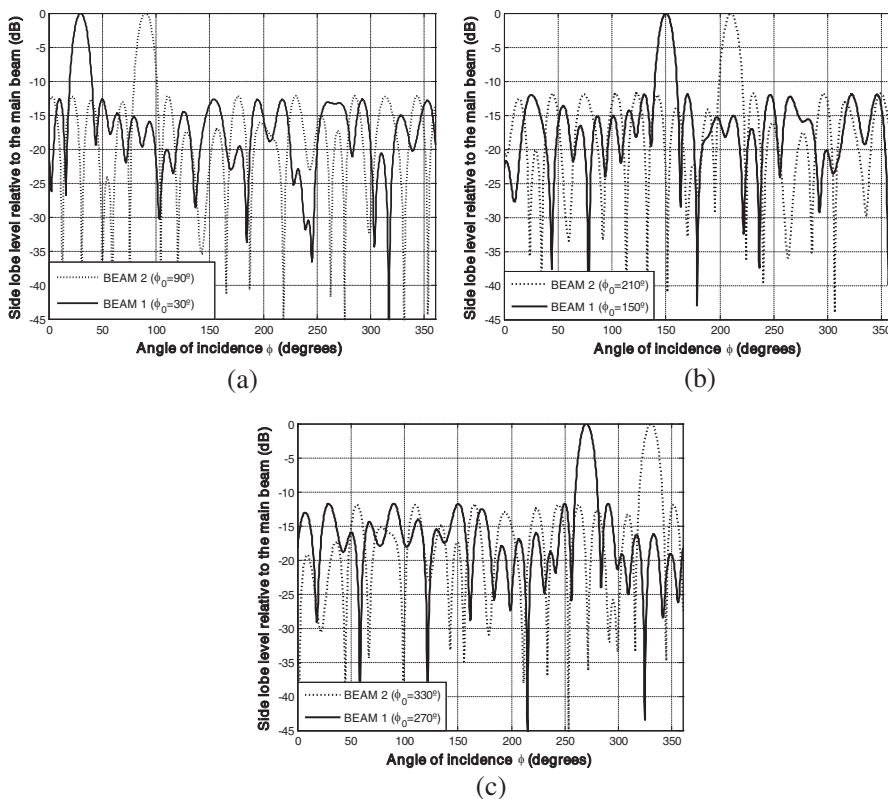 0
-5
-10
-15
-20
-25
-30
-35
-40
-45
Side lobe level relative to the main beam (dB)
BEAM 2 (ϕ0=90º)
BEAM 1 (ϕ0=30º)
0 50 100 150 200 250 300 350
Angle of incidence ϕ (degrees)
(a)
0
-5
-10
-15
-20
-25
-30
-35
-40
-45
Side lobe level relative to the main beam (dB)
BEAM 2 (ϕ0=210º)
BEAM 1 (ϕ0=150º)
0 50 100 150 200 250 300 350
Angle of incidence ϕ (degrees)
(b)
0
-5
-10
-15
-20
-25
-30
-35
-40
-45
Side lobe level relative to the main beam (dB)
BEAM 2 (ϕ0=330º)
BEAM 1 (ϕ0=270º)
0 50 100 150 200 250 300 350
Angle of incidence ϕ (degrees)
(c)